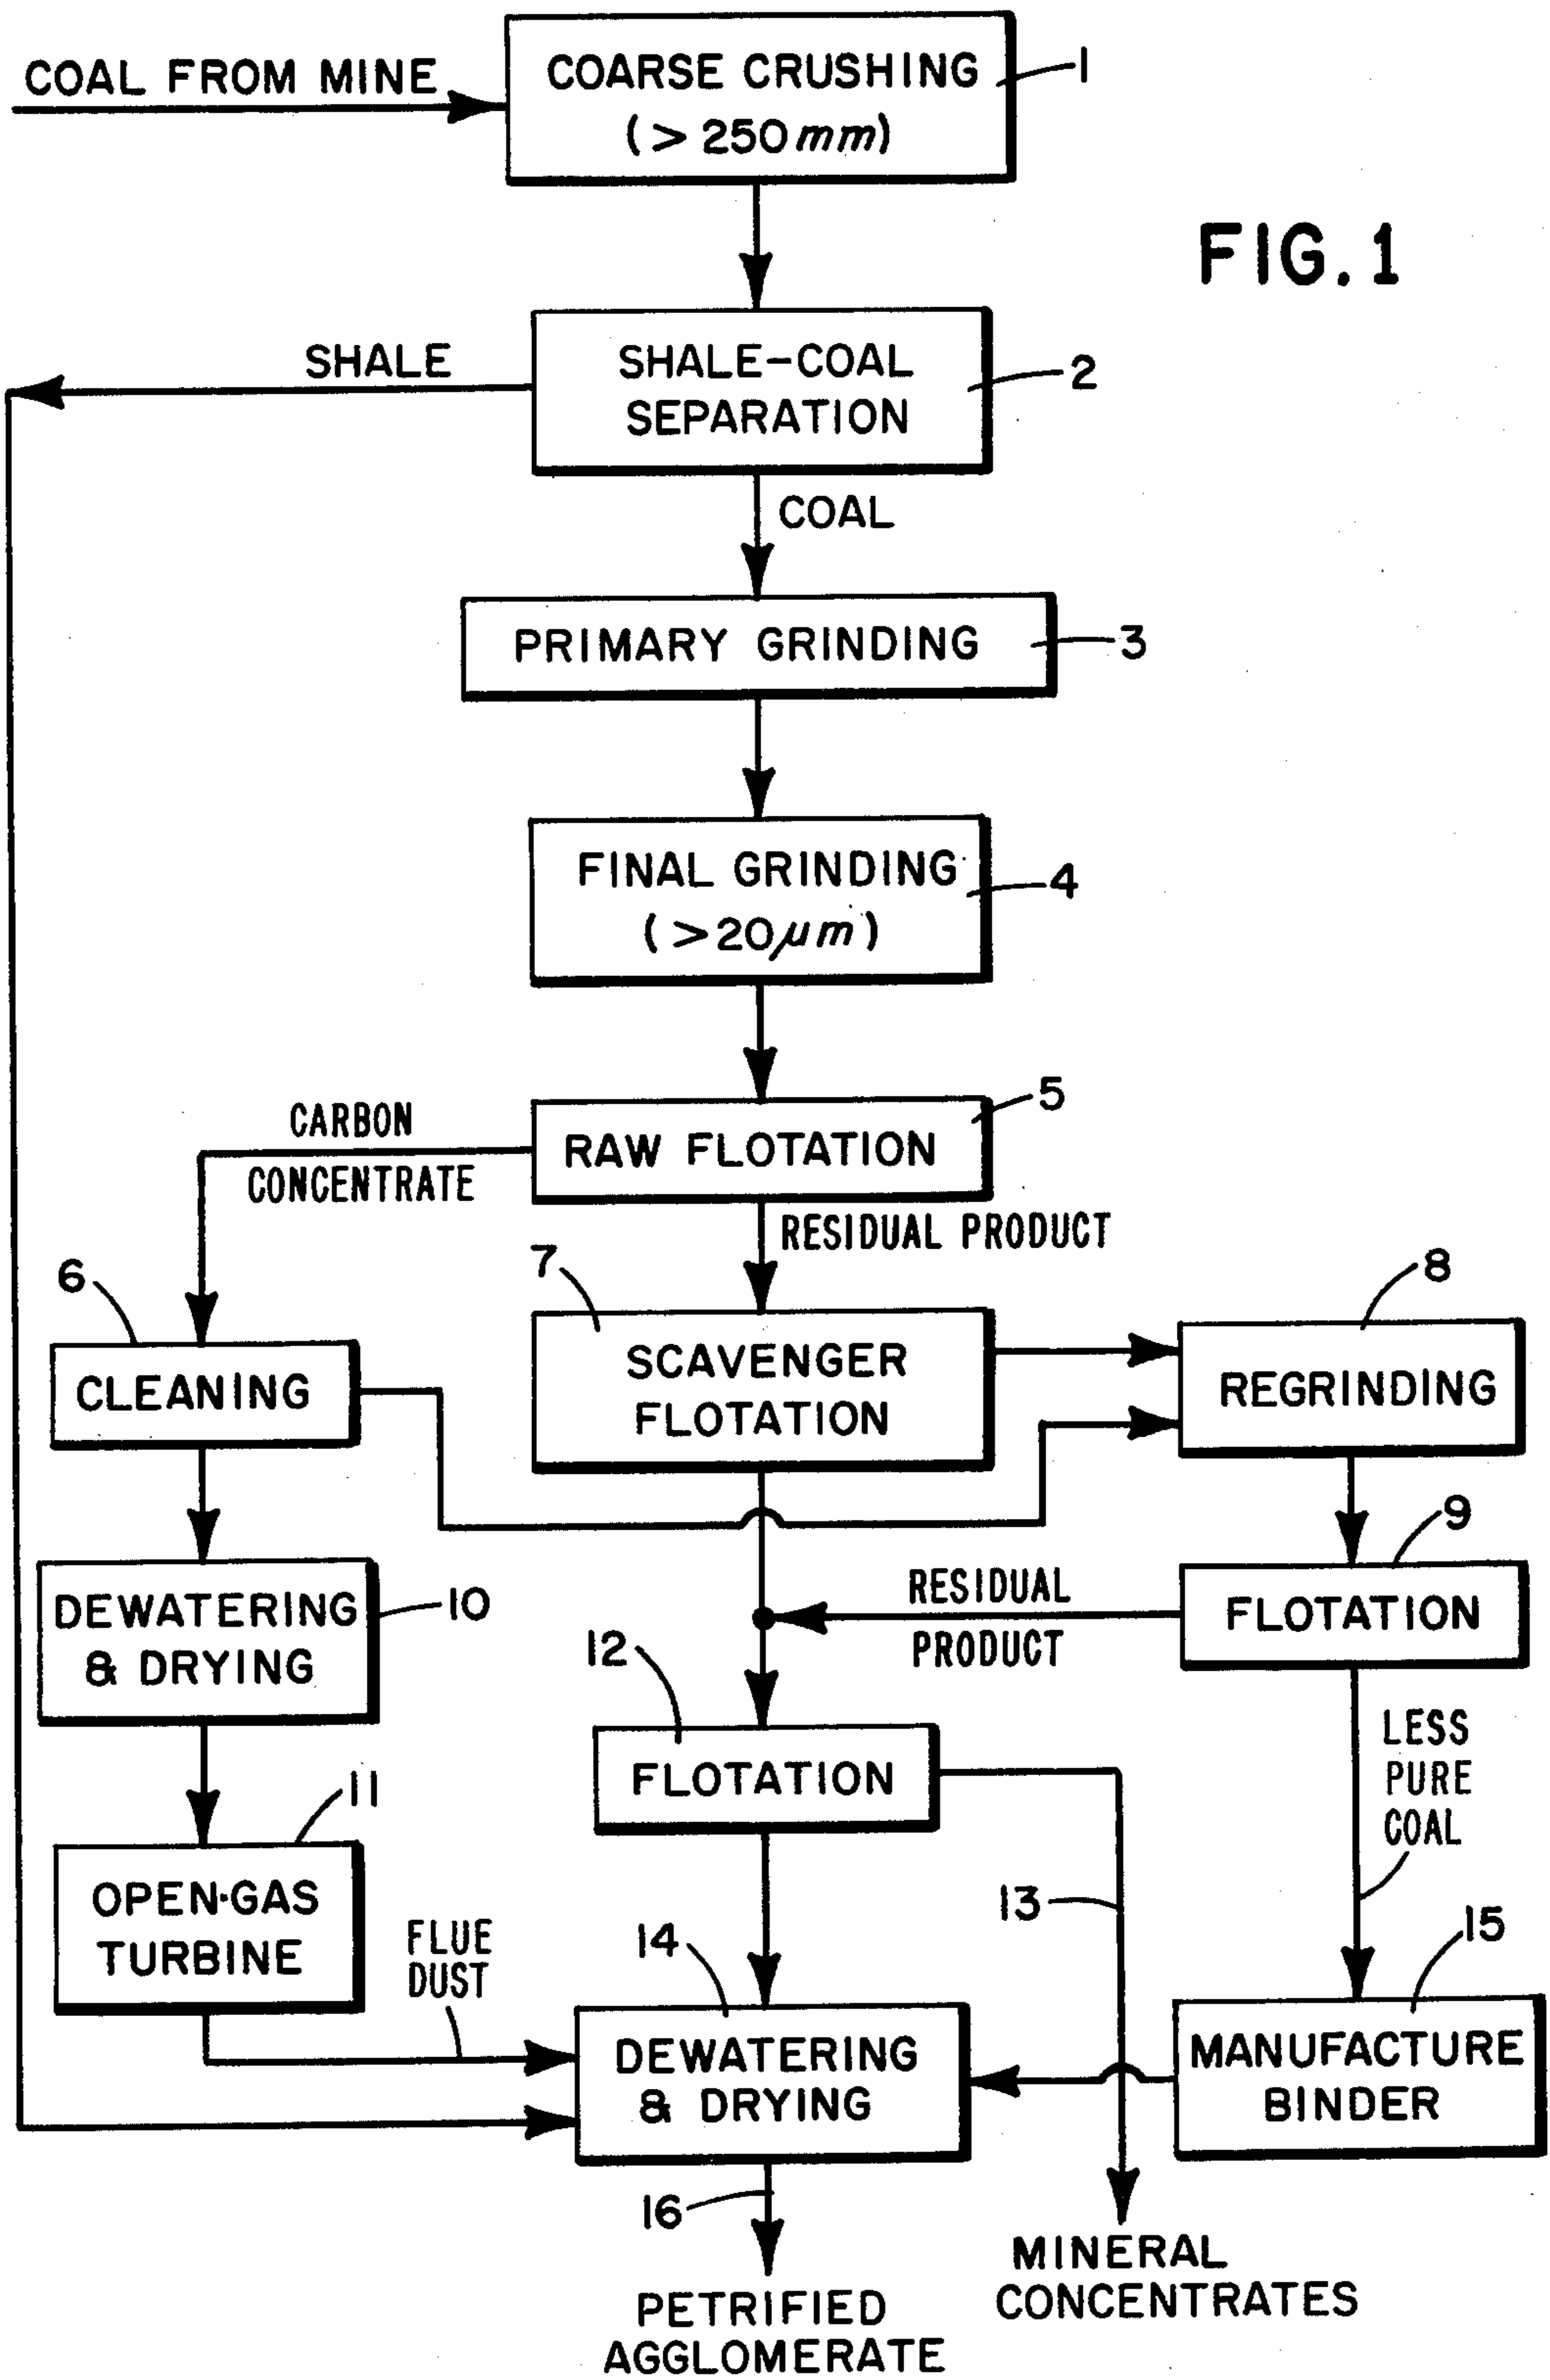 COAL FROM MINE
COARSE CRUSHING
(> 250 mm)
1
FIG. 1
SHALE
SHALE-COAL
SEPARATION
2
COAL
PRIMARY GRINDING
3
FINAL GRINDING
(>20 µm)
4
CARBON
CONCENTRATE
RAW FLOTATION
5
RESIDUAL PRODUCT
6
CLEANING
7
SCAVENGER
FLOTATION
8
REGRINDING
9
FLOTATION
DEWATERING
& DRYING
10
RESIDUAL
PRODUCT
12
FLOTATION
LESS
PURE
COAL
11
OPEN·GAS
TURBINE
FLUE
DUST
13
14
DEWATERING
& DRYING
15
MANUFACTURE
BINDER
16
MINERAL
CONCENTRATES
PETRIFIED
AGGLOMERATE